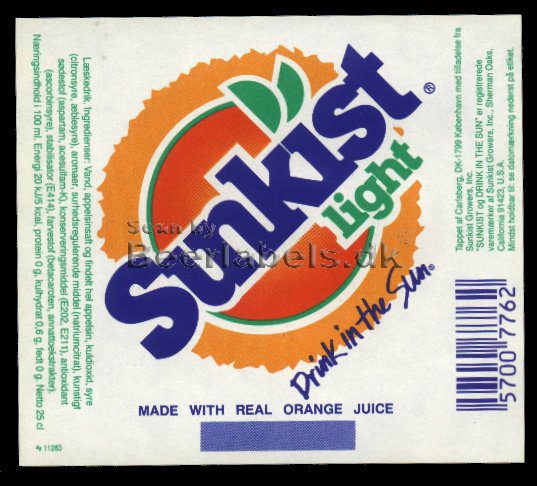 Læskedrik. Ingredienser: Vand, appelsinsaft og findelt hel appelsin, kuldioxid, syre
(citronsyre, æblesyre), aromaer, surhedsregulerende middel (natriumcitrat), kunstigt
sødestof (aspartam, acesulfam-K), konserveringsmiddel (E202, E211), antioxidant
(ascorbinsyre), stabilisator (E414), farvestof (betacaroten, annattoekstrakter).
Næringsindhold i 100 ml. Energi 20 kJ/5 kcal, protein 0 g, kulhydrat 0,6 g, fedt 0 g. Netto 25 cl
11283
Sunkist®
light
Scan by
Beerlabels.dk
Drink in the Sun®
MADE WITH REAL ORANGE JUICE
Tappet af Carlsberg, DK-1799 København med tilladelse fra
Sunkist Growers, Inc.
"SUNKIST og DRINK IN THE SUN" er registrerede
varemærker af Sunkist Growers, Inc., Sherman Oaks,
California 91423, U.S.A.
Mindst holdbar til: se datomærkning nederst på etiket.
5700 7762